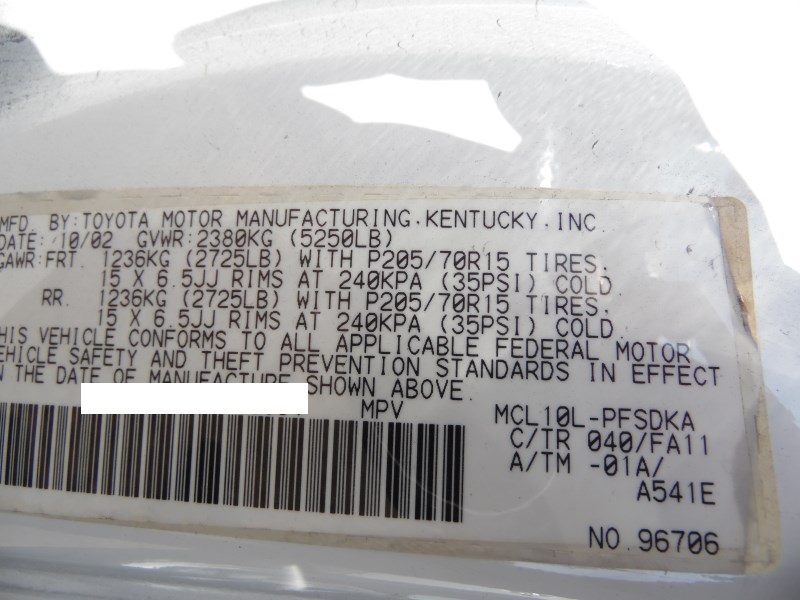 MFD BY:TOYOTA MOTOR MANUFACTURING.KENTUCKY,INC.
DATE: 10/02 GVWR:2380KG (5250LB)
GAWR:FRT. 1236KG (2725LB) WITH P205/70R15 TIRES.
15 X 6.5JJ RIMS AT 240KPA (35PSI) COLD.
RR. 1236KG (2725LB) WITH P205/70R15 TIRES.
15 X 6.5JJ RIMS AT 240KPA (35PSI) COLD.
HIS VEHICLE CONFORMS TO ALL APPLICABLE FEDERAL MOTOR
VEHICLE SAFETY AND THEFT PREVENTION STANDARDS IN EFFECT
N THE DATE OF MANUFACTURE SHOWN ABOVE.
MPV MCL10L-PFSDKA
C/TR 040/FA11
A/TM -01A/
A541E
NO.96706